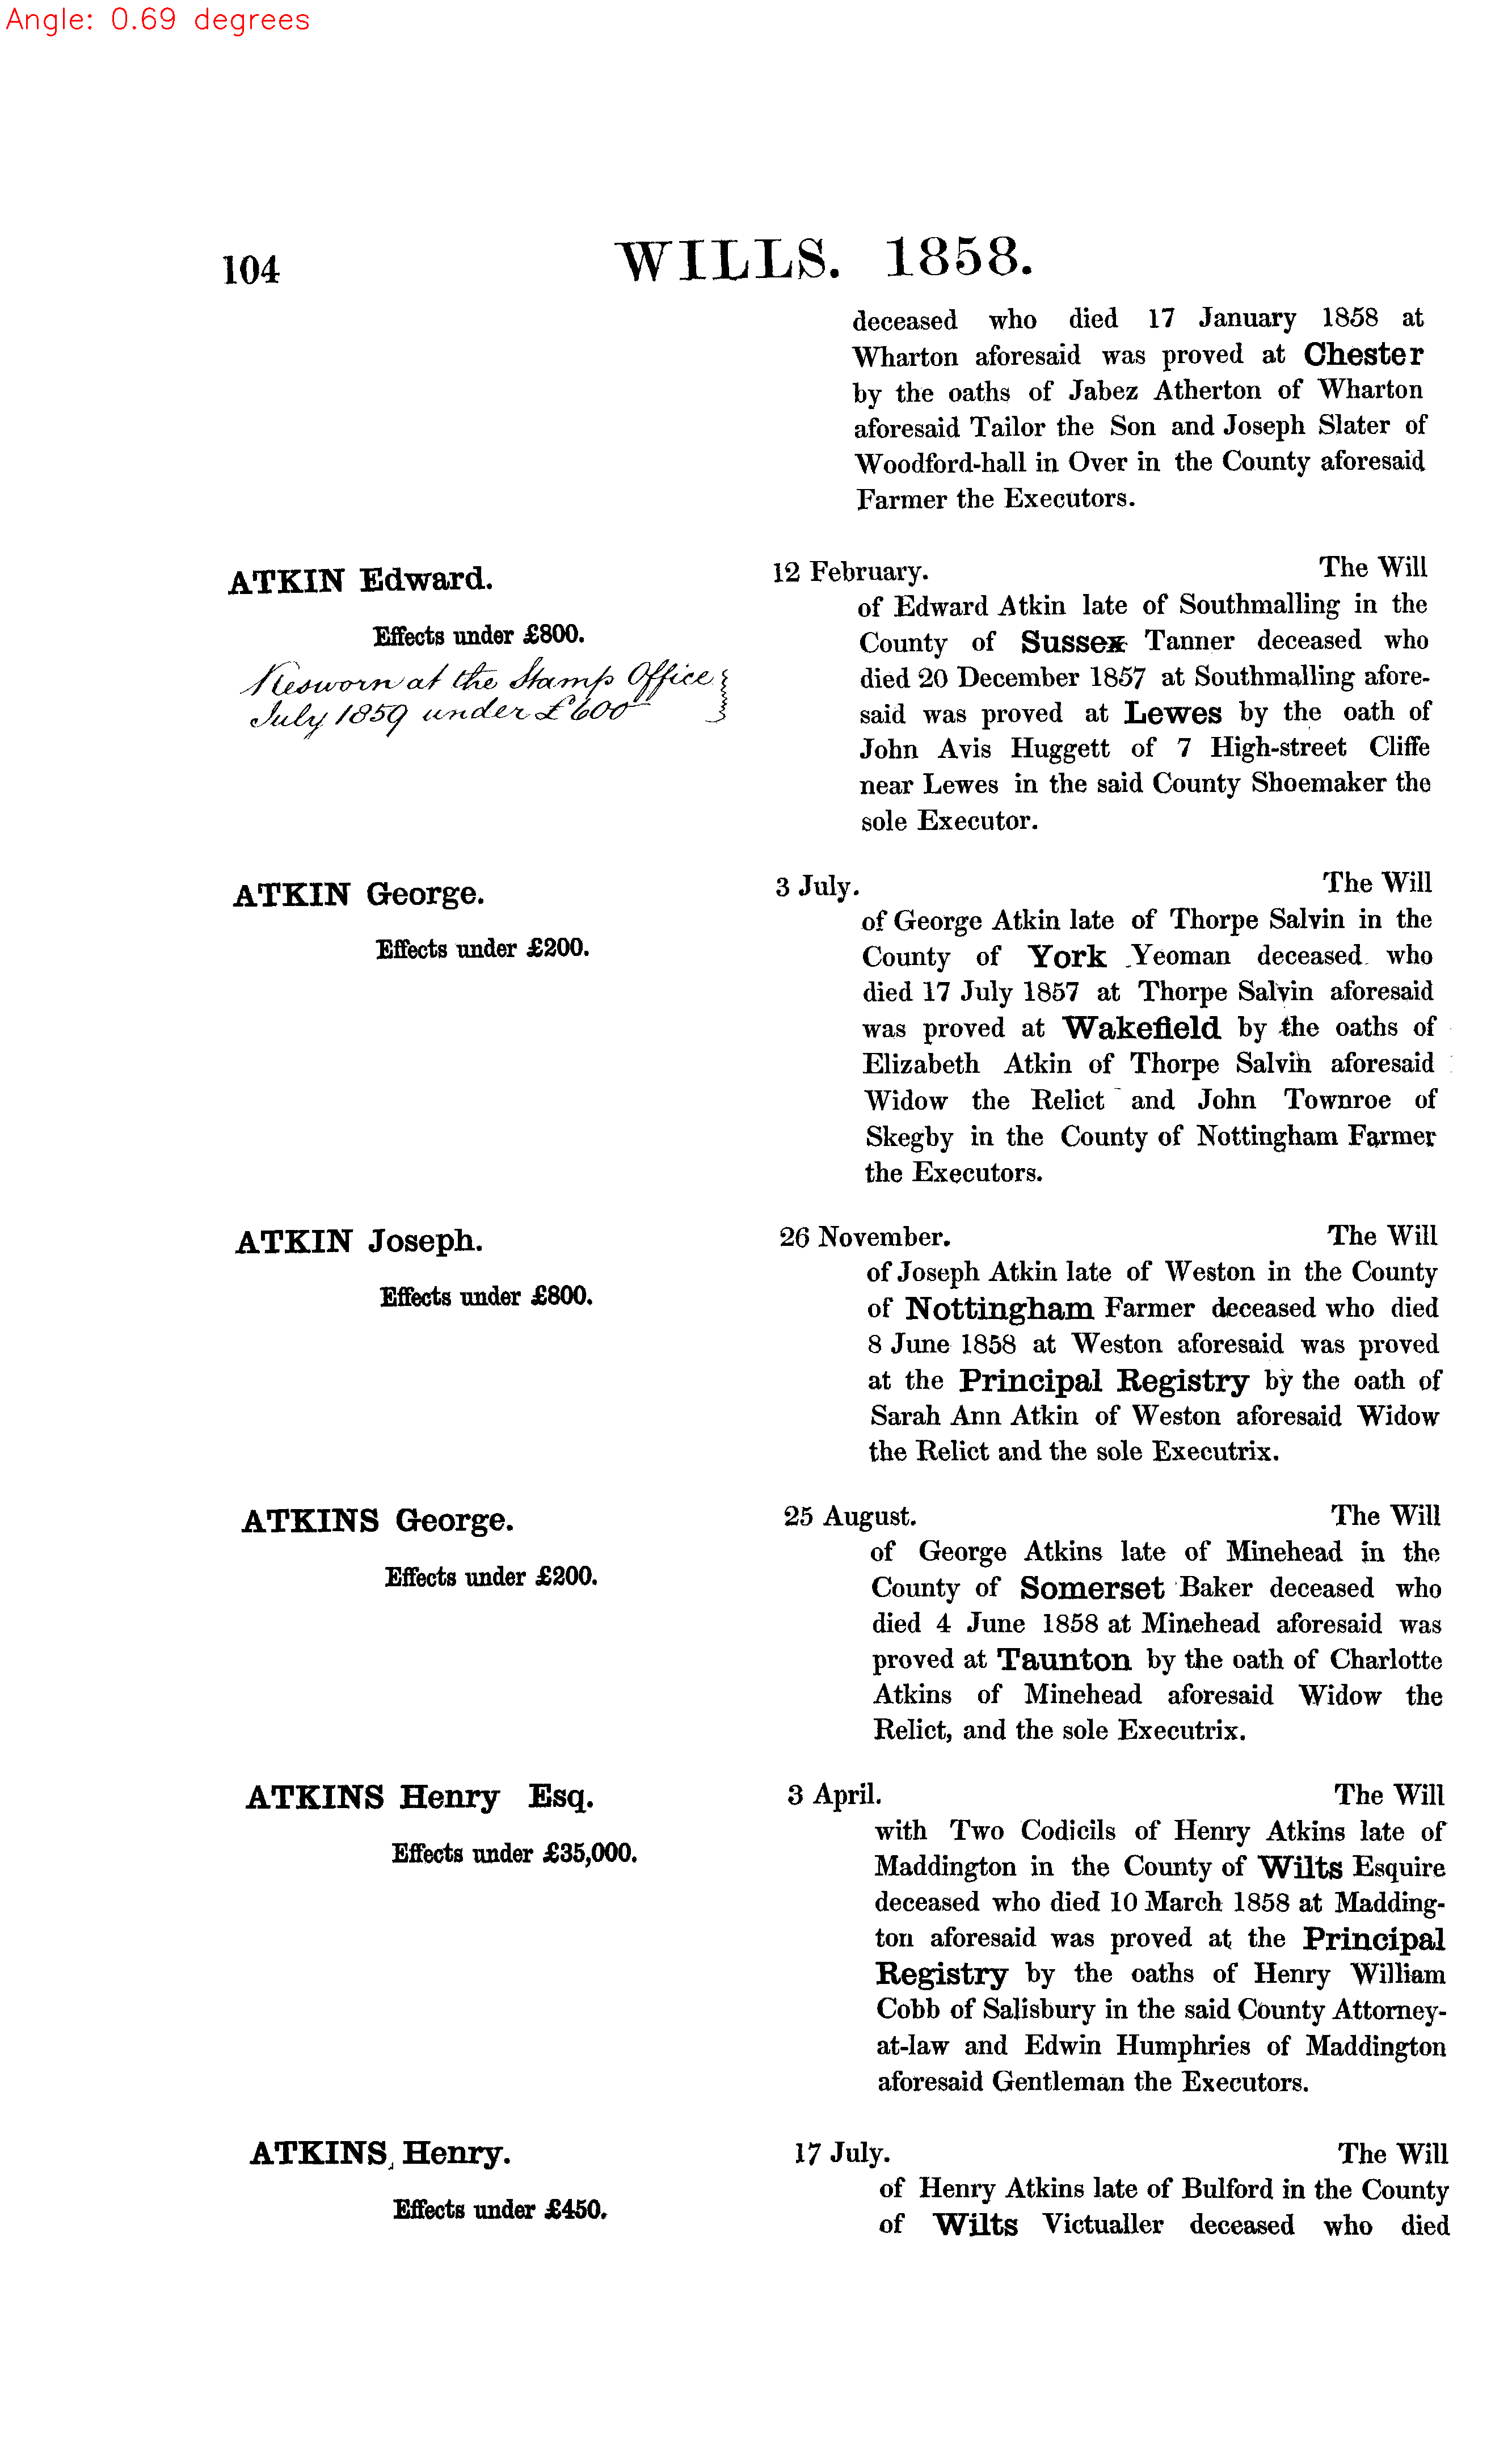 Angle: 0.69 degrees
104
WILLS. 1858.
deceased who died 17 January 1858 at
Wharton aforesaid was proved at Chester
by the oaths of Jabez Atherton of Wharton
aforesaid Tailor the Son and Joseph Slater of
Woodford-hall in Over in the County aforesaid
Farmer the Executors.
ATKIN Edward.
Effects under £800.
Resworn at the Stamp Office
July 1859 under £600
12 February. The Will
of Edward Atkin late of Southmalling in the
County of Sussex Tanner deceased who
died 20 December 1857 at Southmalling afore-
said was proved at Lewes by the oath of
John Avis Huggett of 7 High-street Cliffe
near Lewes in the said County Shoemaker the
sole Executor.
ATKIN George.
Effects under £200.
3 July. The Will
of George Atkin late of Thorpe Salvin in the
County of York Yeoman deceased who
died 17 July 1857 at Thorpe Salvin aforesaid
was proved at Wakefield by the oaths of
Elizabeth Atkin of Thorpe Salvin aforesaid
Widow the Relict and John Townroe of
Skegby in the County of Nottingham Farmer
the Executors.
ATKIN Joseph.
Effects under £800.
26 November. The Will
of Joseph Atkin late of Weston in the County
of Nottingham Farmer deceased who died
8 June 1858 at Weston aforesaid was proved
at the Principal Registry by the oath of
Sarah Ann Atkin of Weston aforesaid Widow
the Relict and the sole Executrix.
ATKINS George.
Effects under £200.
25 August. The Will
of George Atkins late of Minehead in the
County of Somerset Baker deceased who
died 4 June 1858 at Minehead aforesaid was
proved at Taunton by the oath of Charlotte
Atkins of Minehead aforesaid Widow the
Relict, and the sole Executrix.
ATKINS Henry Esq.
Effects under £35,000.
3 April. The Will
with Two Codicils of Henry Atkins late of
Maddington in the County of Wilts Esquire
deceased who died 10 March 1858 at Madding-
ton aforesaid was proved at the Principal
Registry by the oaths of Henry William
Cobb of Salisbury in the said County Attorney-
at-law and Edwin Humphries of Maddington
aforesaid Gentleman the Executors.
ATKINS Henry.
Effects under £450.
17 July. The Will
of Henry Atkins late of Bulford in the County
of Wilts Victualler deceased who died